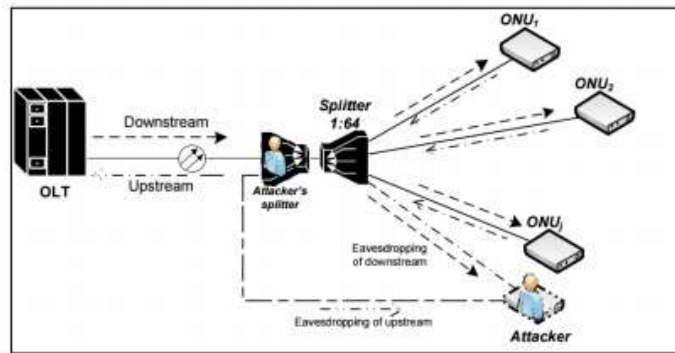 ONU1
ONU2
Splitter
1:64
Downstream
OLT
Upstream
Attacker's
splitter
ONUj
Eavesdropping
of downstream
Eavesdropping of upstream
Attacker